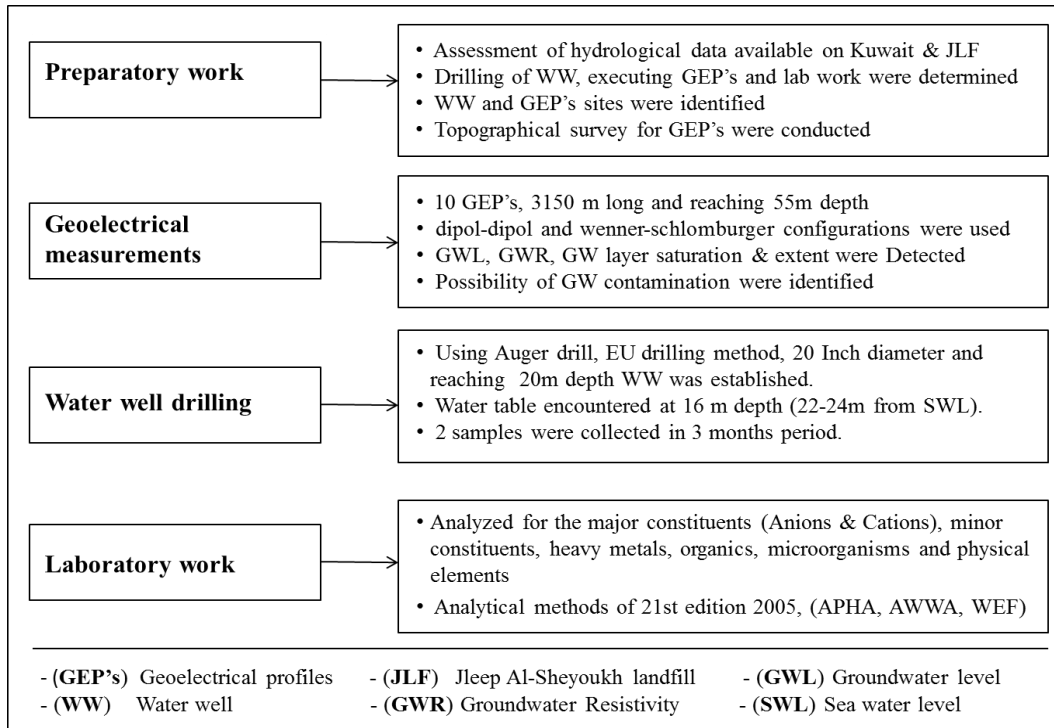 Preparatory work
• Assessment of hydrological data available on Kuwait & JLF
• Drilling of WW, executing GEP's and lab work were determined
• WW and GEP's sites were identified
• Topographical survey for GEP's were conducted
Geoelectrical
measurements
• 10 GEP's, 3150 m long and reaching 55m depth
• dipol-dipol and wenner-schlomburger configurations were used
• GWL, GWR, GW layer saturation & extent were Detected
• Possibility of GW contamination were identified
Water well drilling
• Using Auger drill, EU drilling method, 20 Inch diameter and
reaching 20m depth WW was established.
• Water table encountered at 16 m depth (22-24m from SWL).
• 2 samples were collected in 3 months period.
Laboratory work
• Analyzed for the major constituents (Anions & Cations), minor
constituents, heavy metals, organics, microorganisms and physical
elements
• Analytical methods of 21st edition 2005, (APHA, AWWA, WEF)
- (GEP's) Geoelectrical profiles - (JLF) Jleep Al-Sheyoukh landfill - (GWL) Groundwater level
- (WW) Water well - (GWR) Groundwater Resistivity - (SWL) Sea water level